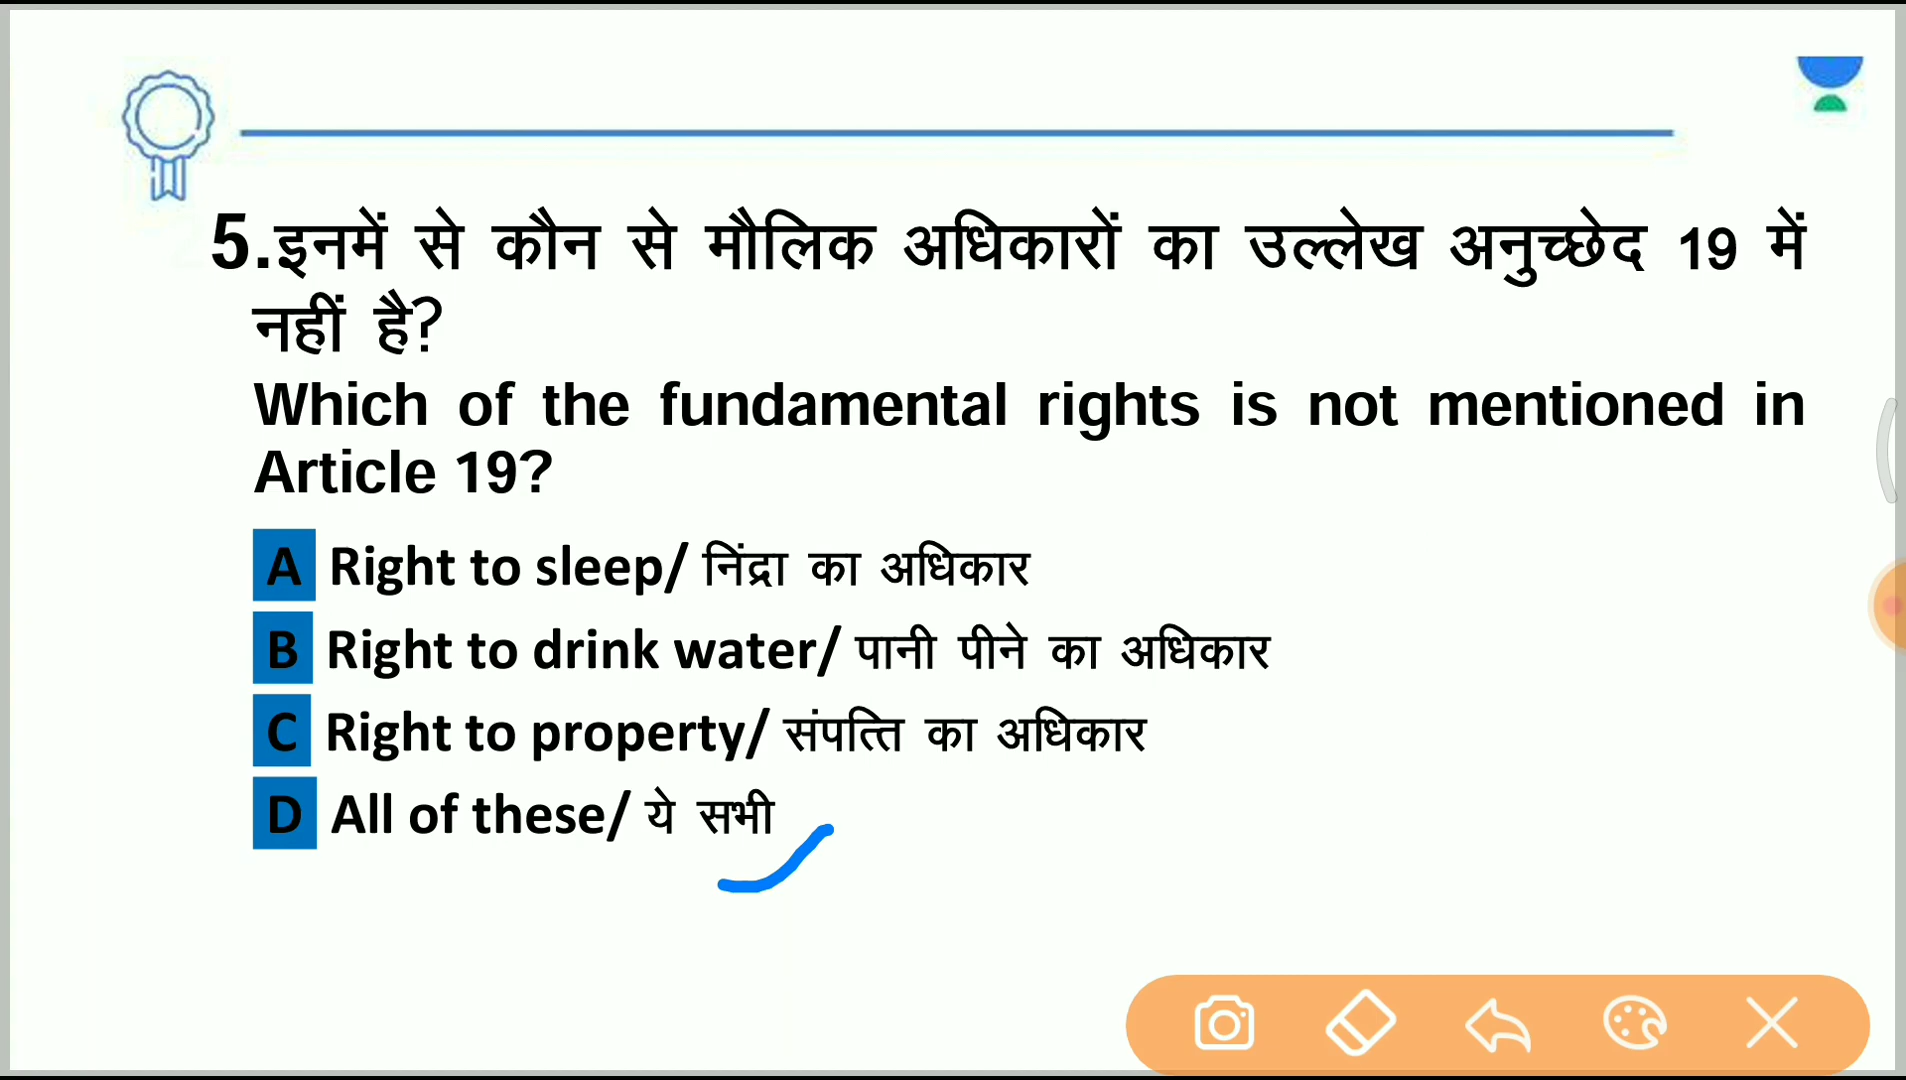 5.इनमें से कौन से मौलिक अधिकारों का उल्लेख अनुच्छेद 19 में
नहीं है?
Which of the fundamental rights is not mentioned in
Article 19?
A Right to sleep/ निंद्रा का अधिकार
B Right to drink water/ पानी पीने का अधिकार
C Right to property/ संपत्ति का अधिकार
D All of these/ ये सभी